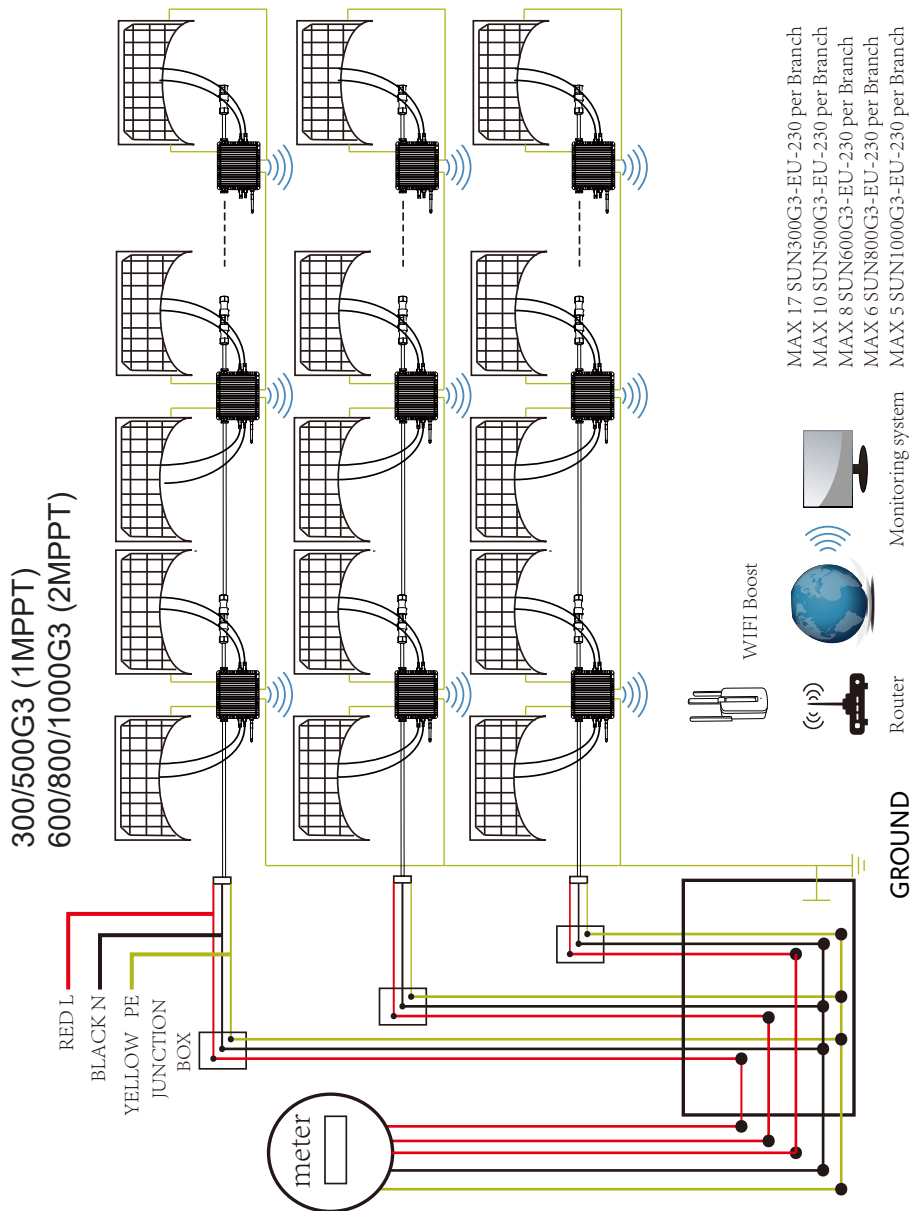 300/500G3 (1MPPT)
600/800/1000G3 (2MPPT)
RED L
BLACK N
YELLOW PE
JUNCTION
BOX
meter
GROUND
WIFI Boost
Router
Monitoring system
MAX 17 SUN300G3-EU-230 per Branch
MAX 10 SUN500G3-EU-230 per Branch
MAX 8 SUN600G3-EU-230 per Branch
MAX 6 SUN800G3-EU-230 per Branch
MAX 5 SUN1000G3-EU-230 per Branch